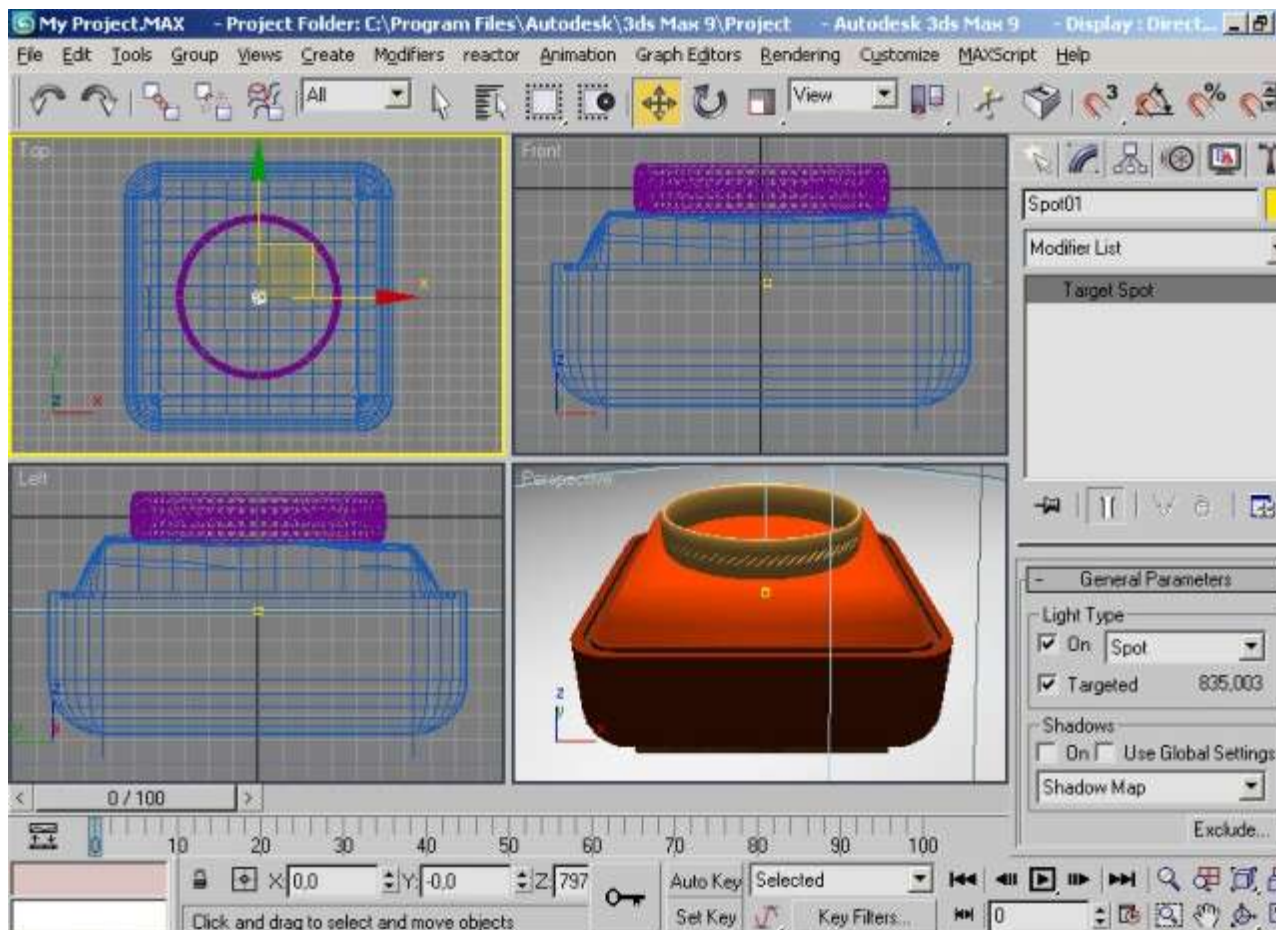 My Project.MAX - Project Folder: C:\Program Files\Autodesk\3ds Max 9\Project - Autodesk 3ds Max 9 - Display : Direct...
File Edit Tools Group Views Create Modifiers reactor Animation Graph Editors Rendering Customize MAXScript Help
All View 3 %
Top Front
x
Spot01
Modifier List
Target Spot
y
z x
z
Left Perspective
General Parameters
Light Type
On Spot
Targeted 835,003
z
y
Shadows
On Use Global Settings
Shadow Map
Exclude...
< 0 / 100 >
0 10 20 30 40 50 60 70 80 90 100
X: 0,0 Y: -0,0 Z: 797 Auto Key Selected
Click and drag to select and move objects Set Key Key Filters... 0